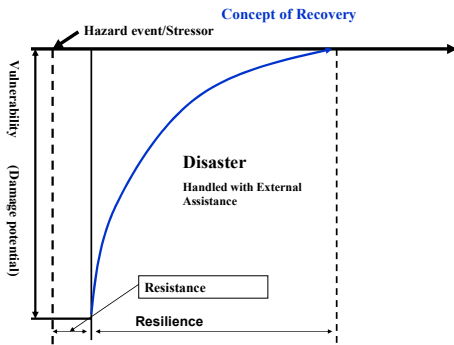 Concept of Recovery
Hazard event/Stressor
Vulnerability
(Damage potential)
Disaster
Handled with External
Assistance
Resistance
Resilience